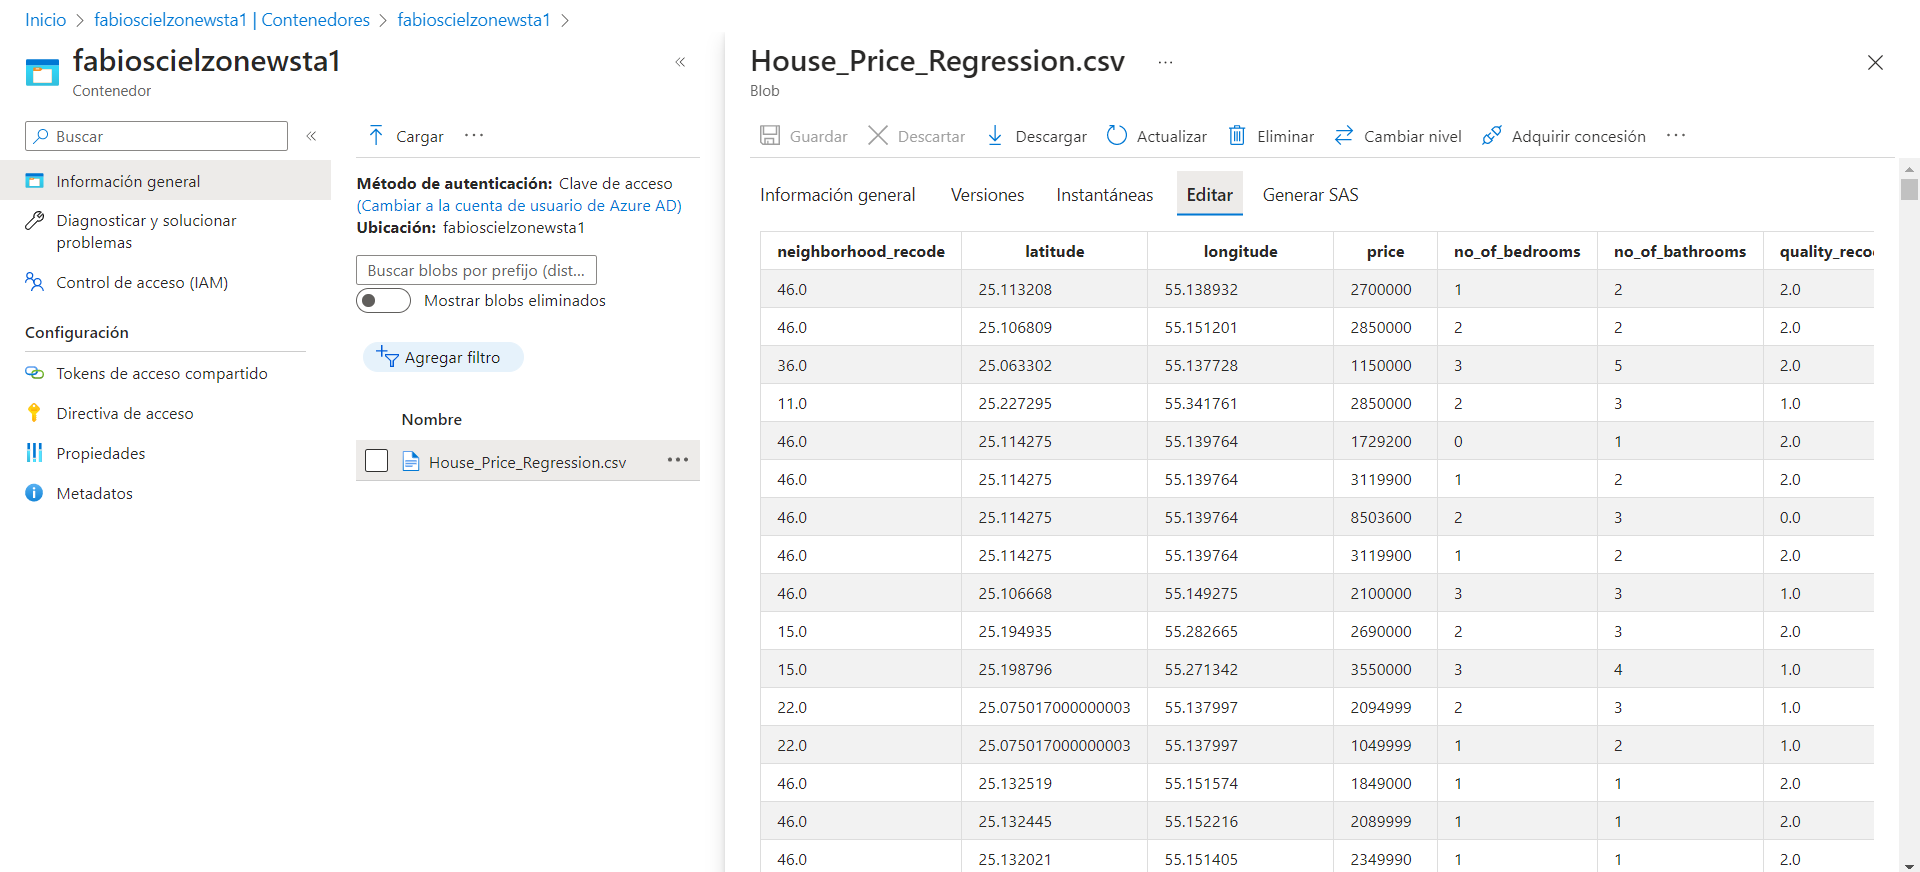 Inicio > fabioscielzonewsta1 | Contenedores > fabioscielzonewsta1 >
fabioscielzonewsta1
Contenedor
Buscar
Información general
Diagnosticar y solucionar
problemas
Control de acceso (IAM)
Configuración
Tokens de acceso compartido
Directiva de acceso
Propiedades
Metadatos
Cargar ...
Método de autenticación: Clave de acceso
(Cambiar a la cuenta de usuario de Azure AD)
Ubicación: fabioscielzonewsta1
Buscar blobs por prefijo (dist...
Mostrar blobs eliminados
Agregar filtro
Nombre
House_Price_Regression.csv ...
House_Price_Regression.csv ...
Blob
Guardar Descartar Descargar Actualizar Eliminar Cambiar nivel Adquirir concesión ...
Información general Versiones Instantáneas Editar Generar SAS
neighborhood_recode latitude longitude price no_of_bedrooms no_of_bathrooms quality_reco
46.0 25.113208 55.138932 2700000 1 2 2.0
46.0 25.106809 55.151201 2850000 2 2 2.0
36.0 25.063302 55.137728 1150000 3 5 2.0
11.0 25.227295 55.341761 2850000 2 3 1.0
46.0 25.114275 55.139764 1729200 0 1 2.0
46.0 25.114275 55.139764 3119900 1 2 2.0
46.0 25.114275 55.139764 8503600 2 3 0.0
46.0 25.114275 55.139764 3119900 1 2 2.0
46.0 25.106668 55.149275 2100000 3 3 1.0
15.0 25.194935 55.282665 2690000 2 3 2.0
15.0 25.198796 55.271342 3550000 3 4 1.0
22.0 25.075017000000003 55.137997 2094999 2 3 1.0
22.0 25.075017000000003 55.137997 1049999 1 2 1.0
46.0 25.132519 55.151574 1849000 1 1 2.0
46.0 25.132445 55.152216 2089999 1 1 2.0
46.0 25.132021 55.151405 2349990 1 1 2.0